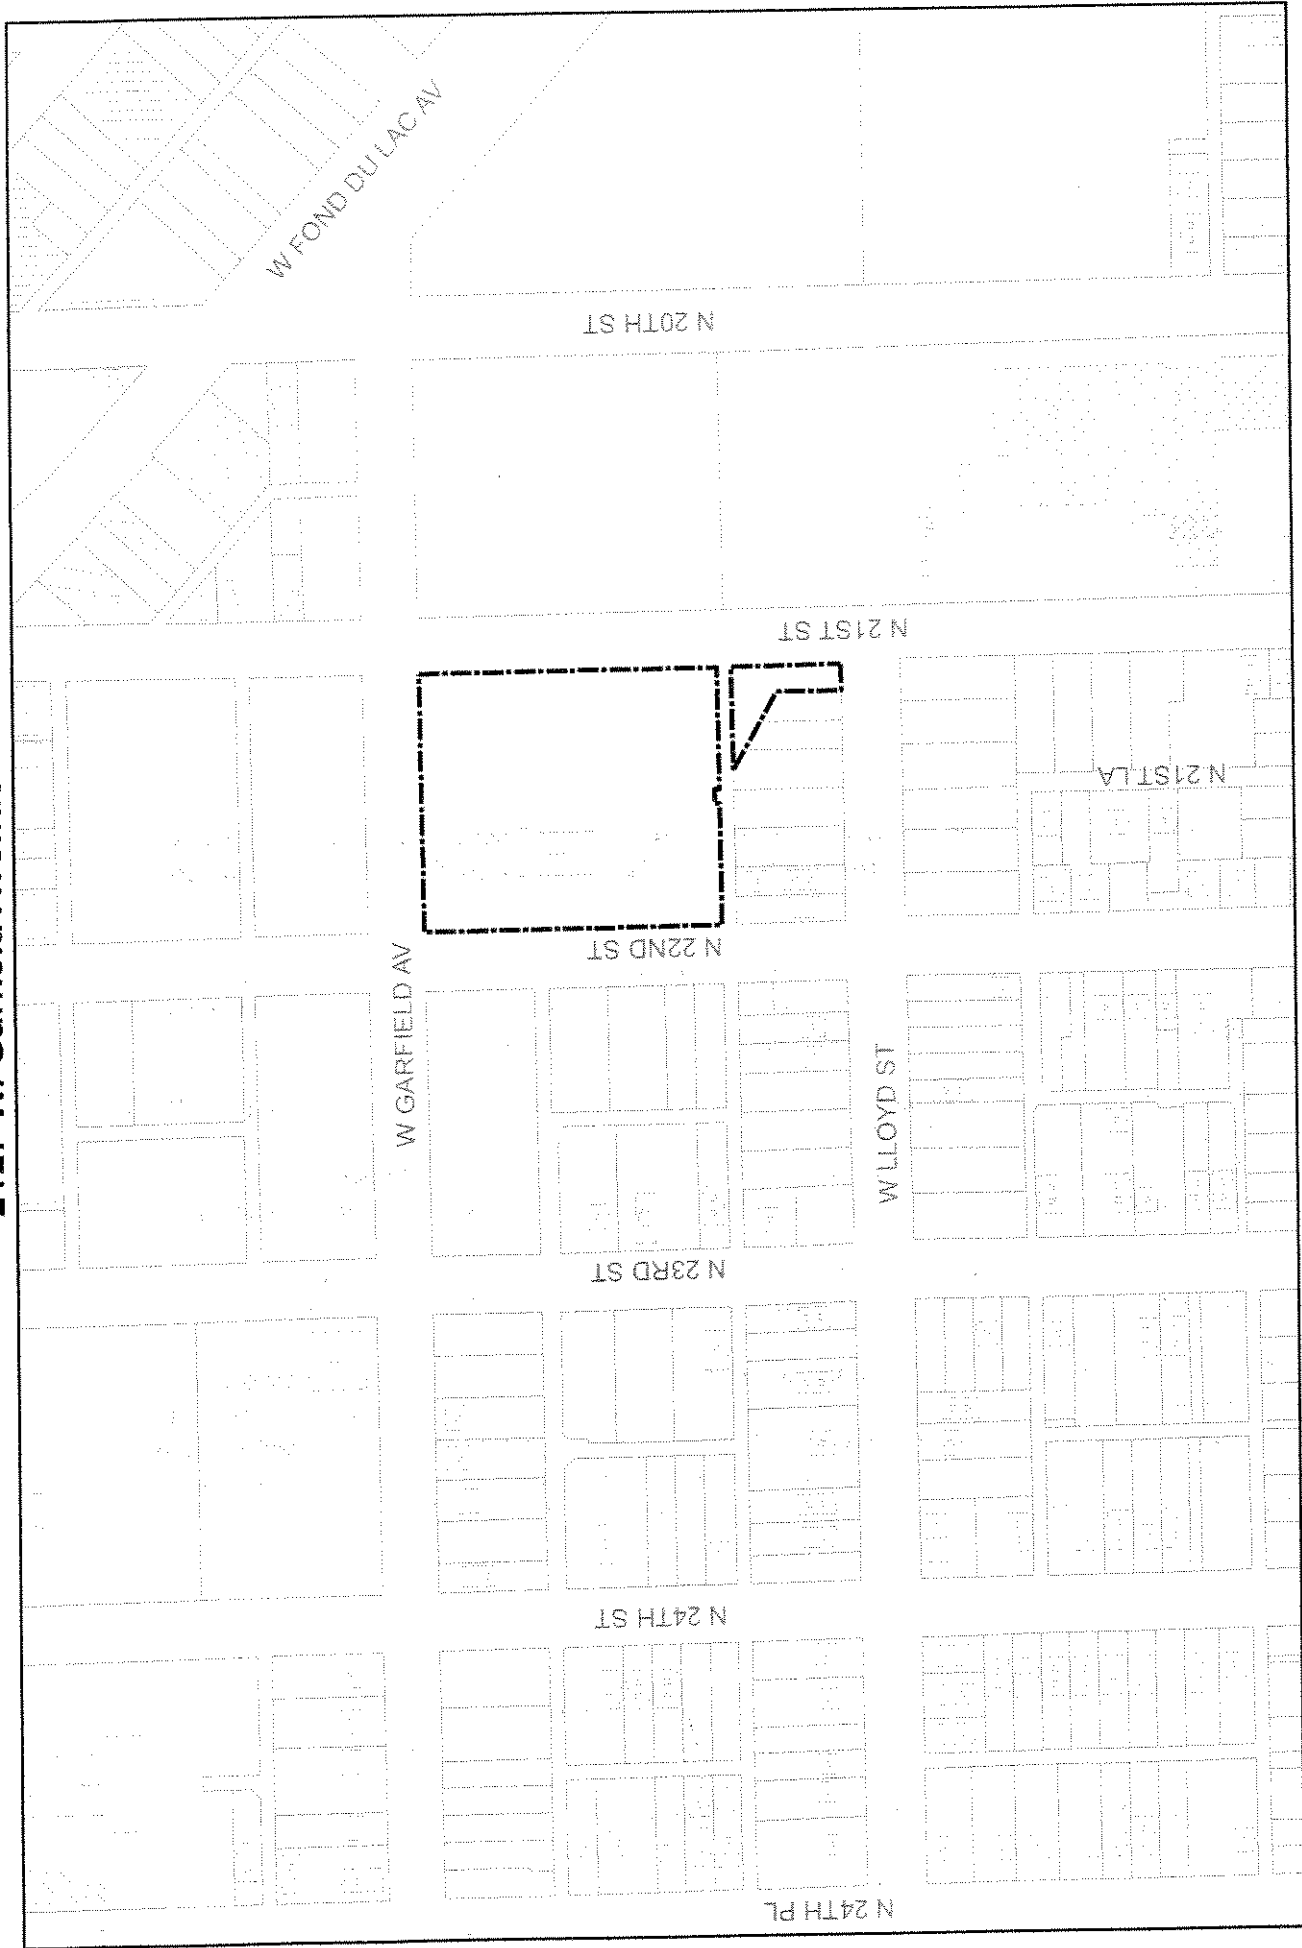 W FOND DU LAC AV
N 20TH ST
N 21ST ST
N 21ST LA
N 22ND ST
W GARFIELD AV
W LLOYD ST
N 23RD ST
N 24TH ST
N 24TH PL